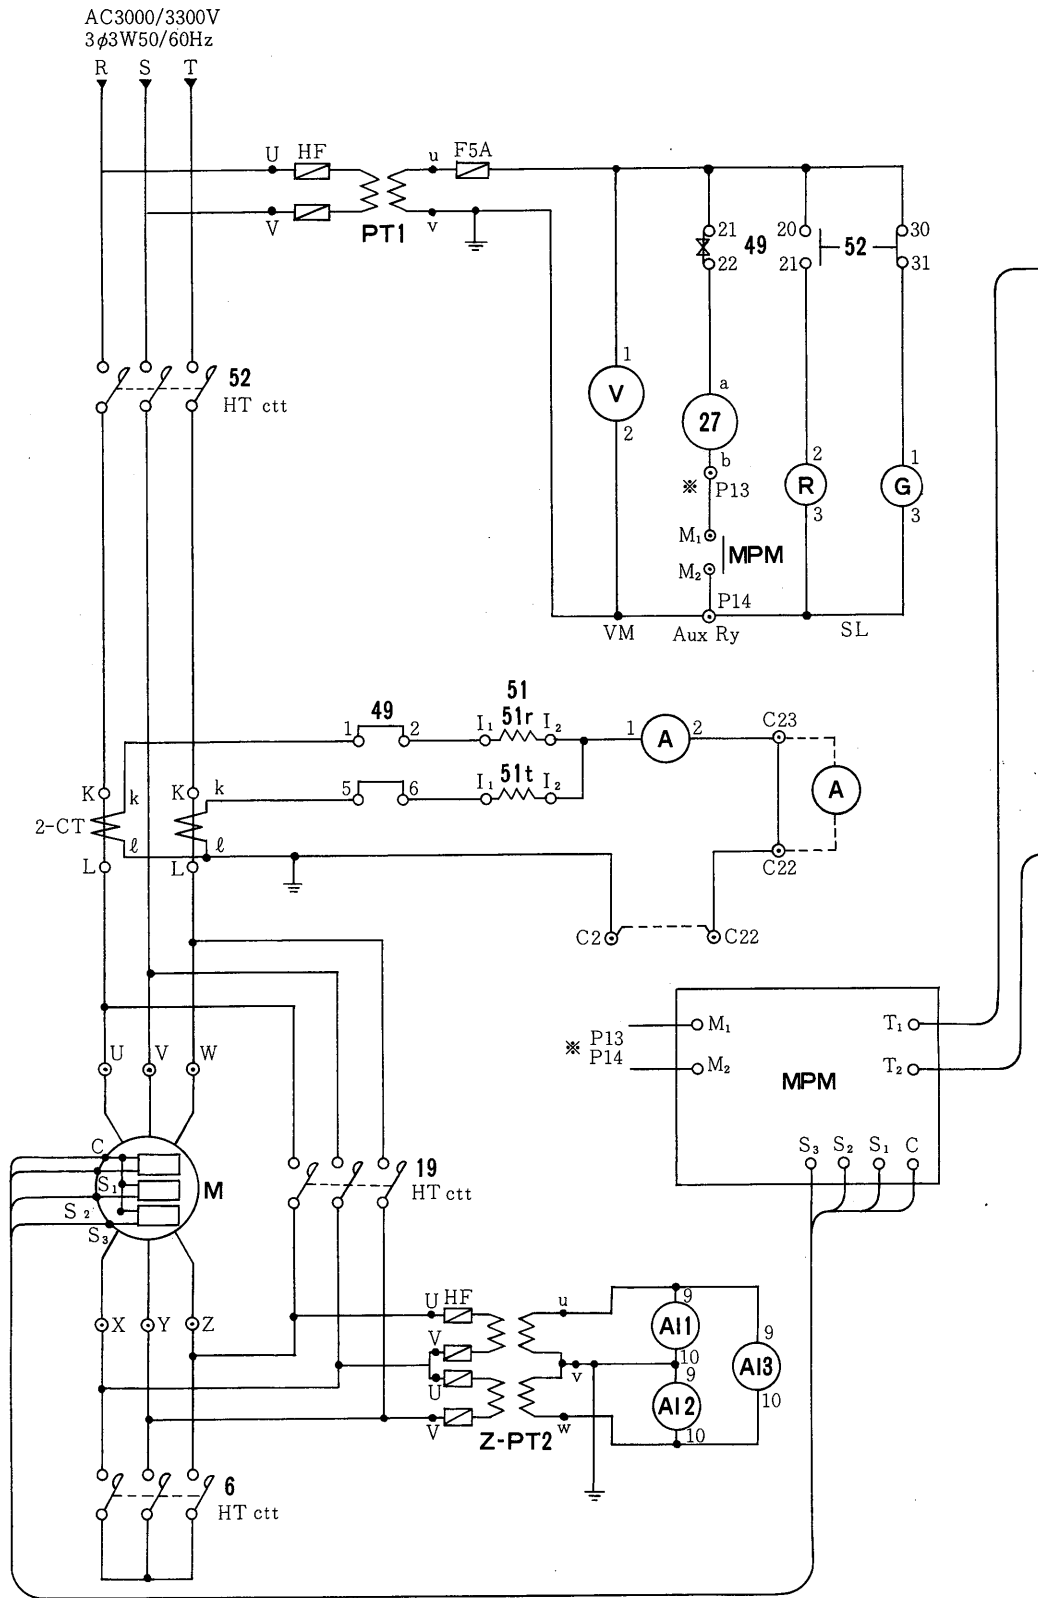 AC3000/3300V
3φ3W50/60Hz
R S T
U HF u F5A
V PT1 v
21 49 20 52 30
22 21 31
52
HT ctt
1
V
2
a
27
b
※ P13
2
R
3
1
G
3
M₁ MPM
M₂
P14
VM Aux Ry SL
51
1 49 2 I₁ 51r I₂ 1 A 2 C23
5 6 I₁ 51t I₂ A
K k K k
2-CT
ℓ ℓ
L L
C22
C2 C22
※ P13 M₁ T₁
P14 M₂ T₂
MPM
S₃ S₂ S₁ C
U V W
C
S₁ M
S₂
S₃
19
HT ctt
X Y Z
U HF u 9
AI1
V 10 9
v AI3
U 9 10
AI2
V w 10
Z-PT2
6
HT ctt